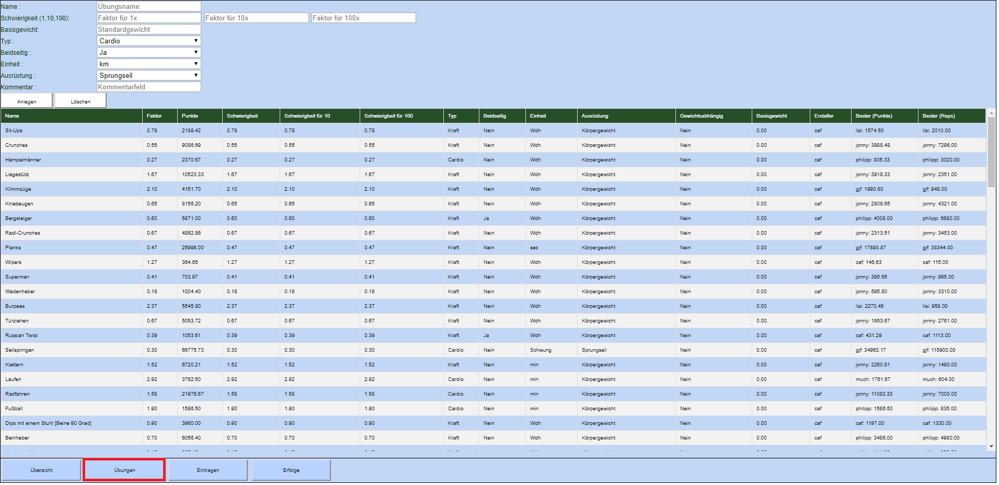 Name : Übungsname
Schwierigkeit (1,10,100): Faktor für 1x Faktor für 10x Faktor für 100x
Basisgewicht: Standardgewicht
Typ : Cardio
Beidseitig : Ja
Einheit : km
Ausrüstung : Sprungseil
Kommentar : Kommentarfeld
Anlegen Löschen
Name Faktor Punkte Schwierigkeit Schwierigkeit für 10 Schwierigkeit für 100 Typ Beidseitig Einheit Ausrüstung Gewichtsabhängig Basisgewicht Ersteller Bester (Punkte) Bester (Reps)
Sit-Ups 0.78 2189.42 0.78 0.78 0.78 Kraft Nein Wdh Körpergewicht Nein 0.00 caf lisi: 1574.50 lisi: 2010.00
Crunches 0.55 9086.69 0.55 0.55 0.55 Kraft Nein Wdh Körpergewicht Nein 0.00 caf jonny: 3988.48 jonny: 7296.00
Hampelmänner 0.27 2370.67 0.27 0.27 0.27 Cardio Nein Wdh Körpergewicht Nein 0.00 caf philipp: 805.33 philipp: 3020.00
Liegestütz 1.67 10523.33 1.67 1.67 1.67 Kraft Nein Wdh Körpergewicht Nein 0.00 caf jonny: 3918.33 jonny: 2351.00
Klimmzüge 2.10 4151.70 2.10 2.10 2.10 Kraft Nein Wdh Körpergewicht Nein 0.00 caf gjf: 1990.80 gjf: 948.00
Kniebeugen 0.65 8156.20 0.65 0.65 0.65 Kraft Nein Wdh Körpergewicht Nein 0.00 caf jonny: 2808.65 jonny: 4321.00
Bergsteiger 0.60 5871.00 0.60 0.60 0.60 Kraft Ja Wdh Körpergewicht Nein 0.00 caf philipp: 4008.00 philipp: 6680.00
Radl-Crunches 0.67 4862.86 0.67 0.67 0.67 Kraft Nein Wdh Körpergewicht Nein 0.00 caf jonny: 2313.51 jonny: 3453.00
Planks 0.47 25998.00 0.47 0.47 0.47 Kraft Nein sec Körpergewicht Nein 0.00 caf gjf: 17893.87 gjf: 38344.00
Wipers 1.27 364.65 1.27 1.27 1.27 Kraft Nein Wdh Körpergewicht Nein 0.00 caf caf: 146.63 caf: 115.00
Superman 0.41 703.97 0.41 0.41 0.41 Kraft Nein Wdh Körpergewicht Nein 0.00 caf jonny: 395.65 jonny: 965.00
Wadenheber 0.18 1004.40 0.18 0.18 0.18 Kraft Nein Wdh Körpergewicht Nein 0.00 caf jonny: 595.80 jonny: 3310.00
Burpees 2.37 5545.80 2.37 2.37 2.37 Kraft Nein Wdh Körpergewicht Nein 0.00 caf lisi: 2270.46 lisi: 958.00
Türziehen 0.67 5053.72 0.67 0.67 0.67 Kraft Nein Wdh Körpergewicht Nein 0.00 caf jonny: 1863.67 jonny: 2761.00
Russian Twist 0.39 1053.61 0.39 0.39 0.39 Kraft Ja Wdh Körpergewicht Nein 0.00 caf caf: 431.29 caf: 1113.00
Seilspringen 0.30 66775.73 0.30 0.30 0.30 Cardio Nein Schwung Sprungseil Nein 0.00 caf gjf: 34963.17 gjf: 115900.00
Klettern 1.52 6720.21 1.52 1.52 1.52 Kraft Nein min Körpergewicht Nein 0.00 caf jonny: 2260.81 jonny: 1490.00
Laufen 2.92 3762.50 2.92 2.92 2.92 Cardio Nein min Körpergewicht Nein 0.00 caf much: 1761.67 much: 604.00
Radfahren 1.58 21976.67 1.58 1.58 1.58 Cardio Nein min Körpergewicht Nein 0.00 caf jonny: 11083.33 jonny: 7000.00
Fußball 1.90 1586.50 1.90 1.90 1.90 Cardio Nein min Körpergewicht Nein 0.00 caf philipp: 1586.50 philipp: 835.00
Dips mit einem Stuhl [Beine 90 Grad] 0.90 3960.00 0.90 0.90 0.90 Kraft Nein Wdh Körpergewicht Nein 0.00 caf caf: 1197.00 caf: 1330.00
Beinheber 0.70 6056.40 0.70 0.70 0.70 Kraft Nein Wdh Körpergewicht Nein 0.00 caf philipp: 3486.00 philipp: 4980.00
Übersicht Übungen Eintragen Erfolge